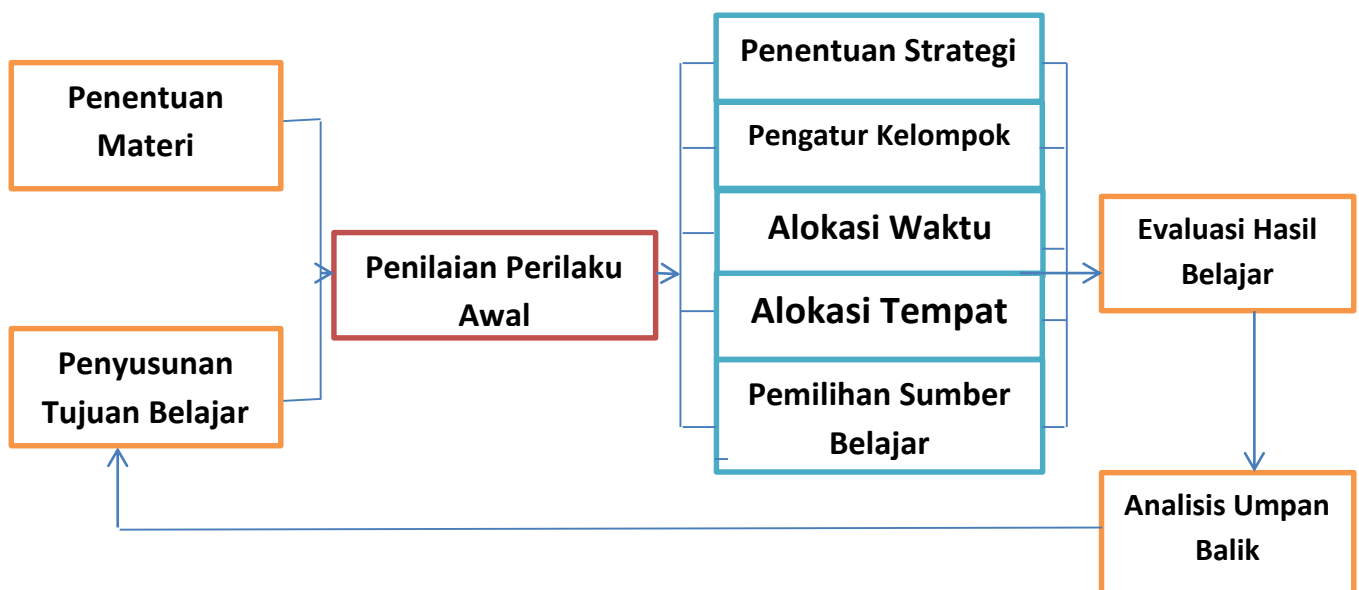 Penentuan
Materi
Penyusunan
Tujuan Belajar
Penilaian Perilaku
Awal
Penentuan Strategi
Pengatur Kelompok
Alokasi Waktu
Alokasi Tempat
Pemilihan Sumber
Belajar
Evaluasi Hasil
Belajar
Analisis Umpan
Balik